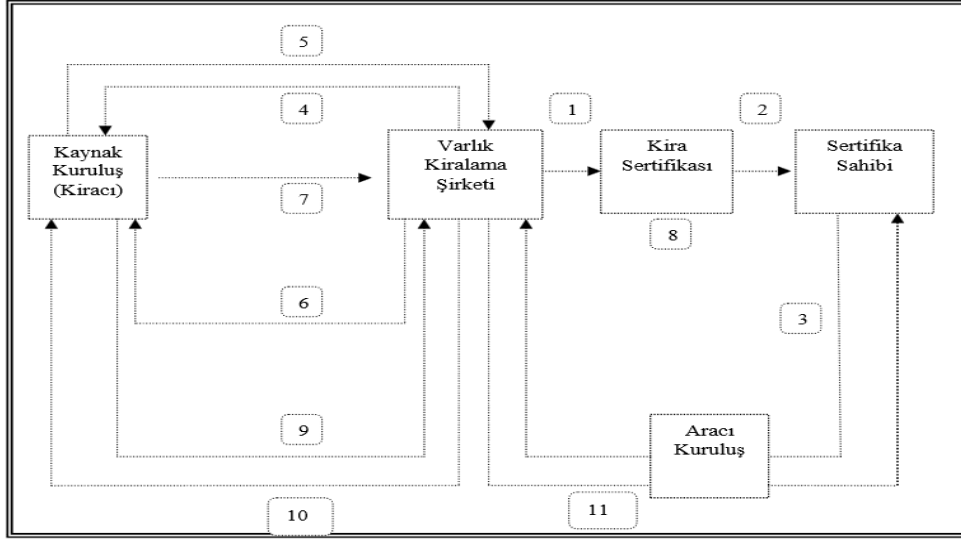 5
4
1
2
Kaynak
Kuruluş
(Kiracı)
Varlık
Kiralama
Şirketi
Kira
Sertifikası
Sertifika
Sahibi
7
8
6
3
9
Aracı
Kuruluş
10
11